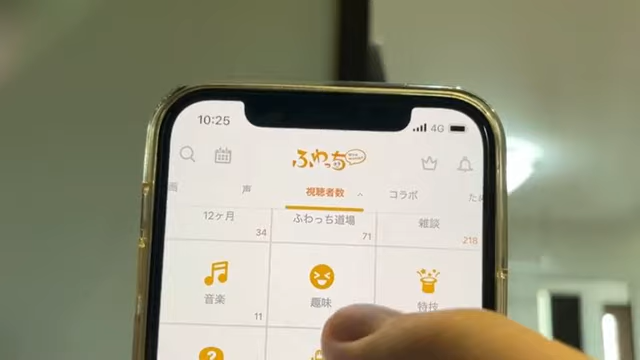 10:25
4G
ふわっち
画 声 視聴者数 コラボ
12ヶ月 ふわっち道場 雑談
34 71 218
音楽 趣味 特技
11